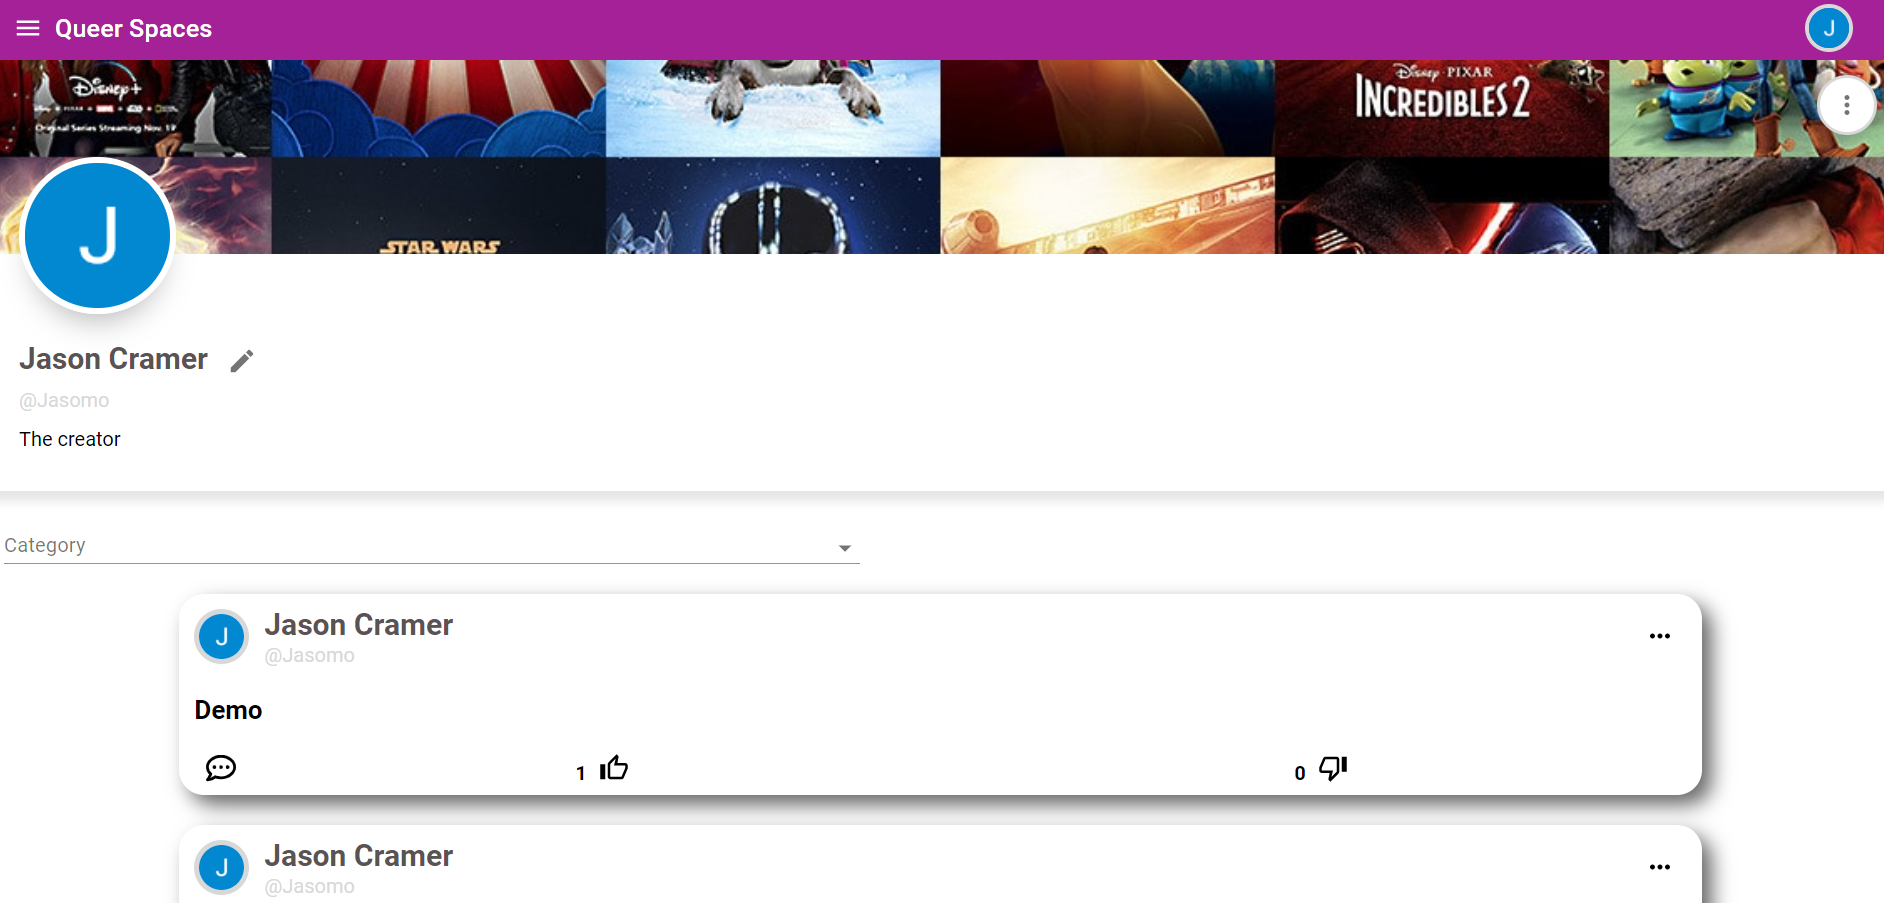 Queer Spaces
J
Disney+
Original Series Streaming Nov. 12
Disney PIXAR
INCREDIBLES 2
STAR WARS
J
Jason Cramer
@Jasomo
The creator
Category
J
Jason Cramer
@Jasomo
Demo
1
0
J
Jason Cramer
@Jasomo